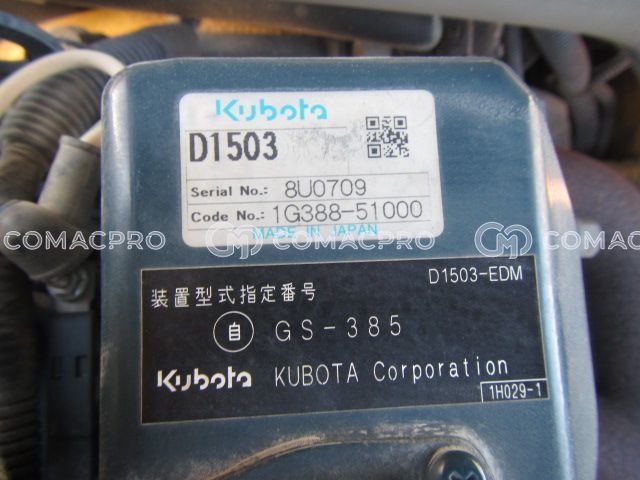 Kubota
D1503
Serial No.: 8U0709
Code No.: 1G388-51000
MADE IN JAPAN
COMACPRO COMACPRO COMACPRO
D1503-EDM
装置型式指定番号
自 GS-385
Kubota KUBOTA Corporation
1H029-1